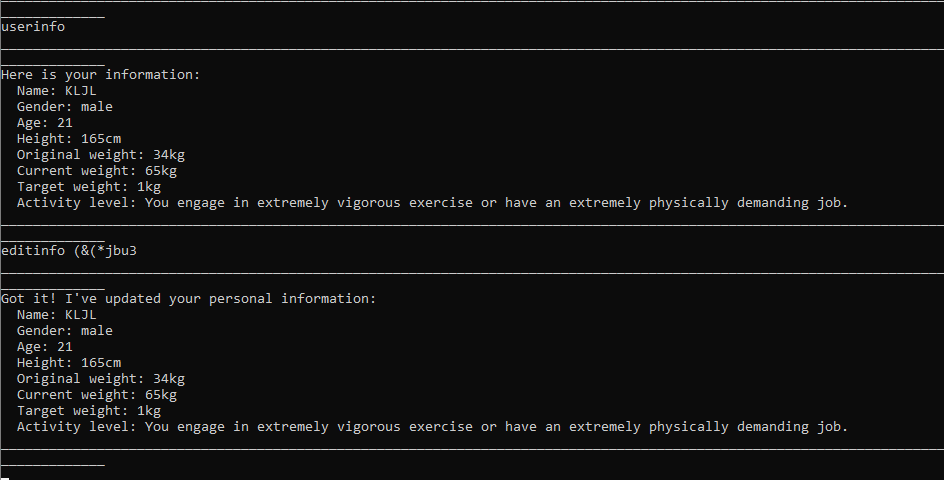 userinfo
Here is your information:
  Name: KLJL
  Gender: male
  Age: 21
  Height: 165cm
  Original weight: 34kg
  Current weight: 65kg
  Target weight: 1kg
  Activity level: You engage in extremely vigorous exercise or have an extremely physically demanding job.
editinfo (&(*jbu3
Got it! I've updated your personal information:
  Name: KLJL
  Gender: male
  Age: 21
  Height: 165cm
  Original weight: 34kg
  Current weight: 65kg
  Target weight: 1kg
  Activity level: You engage in extremely vigorous exercise or have an extremely physically demanding job.